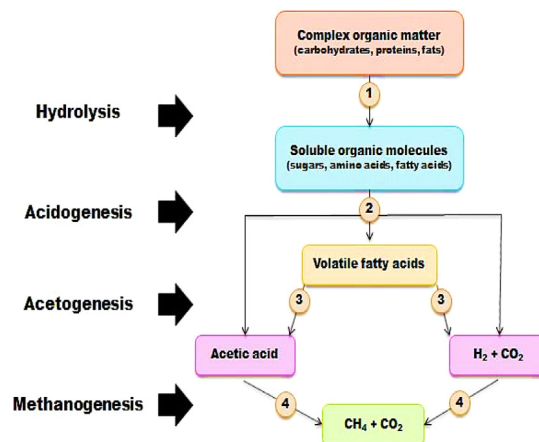 Complex organic matter
(carbohydrates, proteins, fats)
1
Hydrolysis
Soluble organic molecules
(sugars, amino acids, fatty acids)
2
Acidogenesis
Volatile fatty acids
3
3
Acetogenesis
Acetic acid
H₂ + CO₂
4
4
Methanogenesis
CH₄ + CO₂